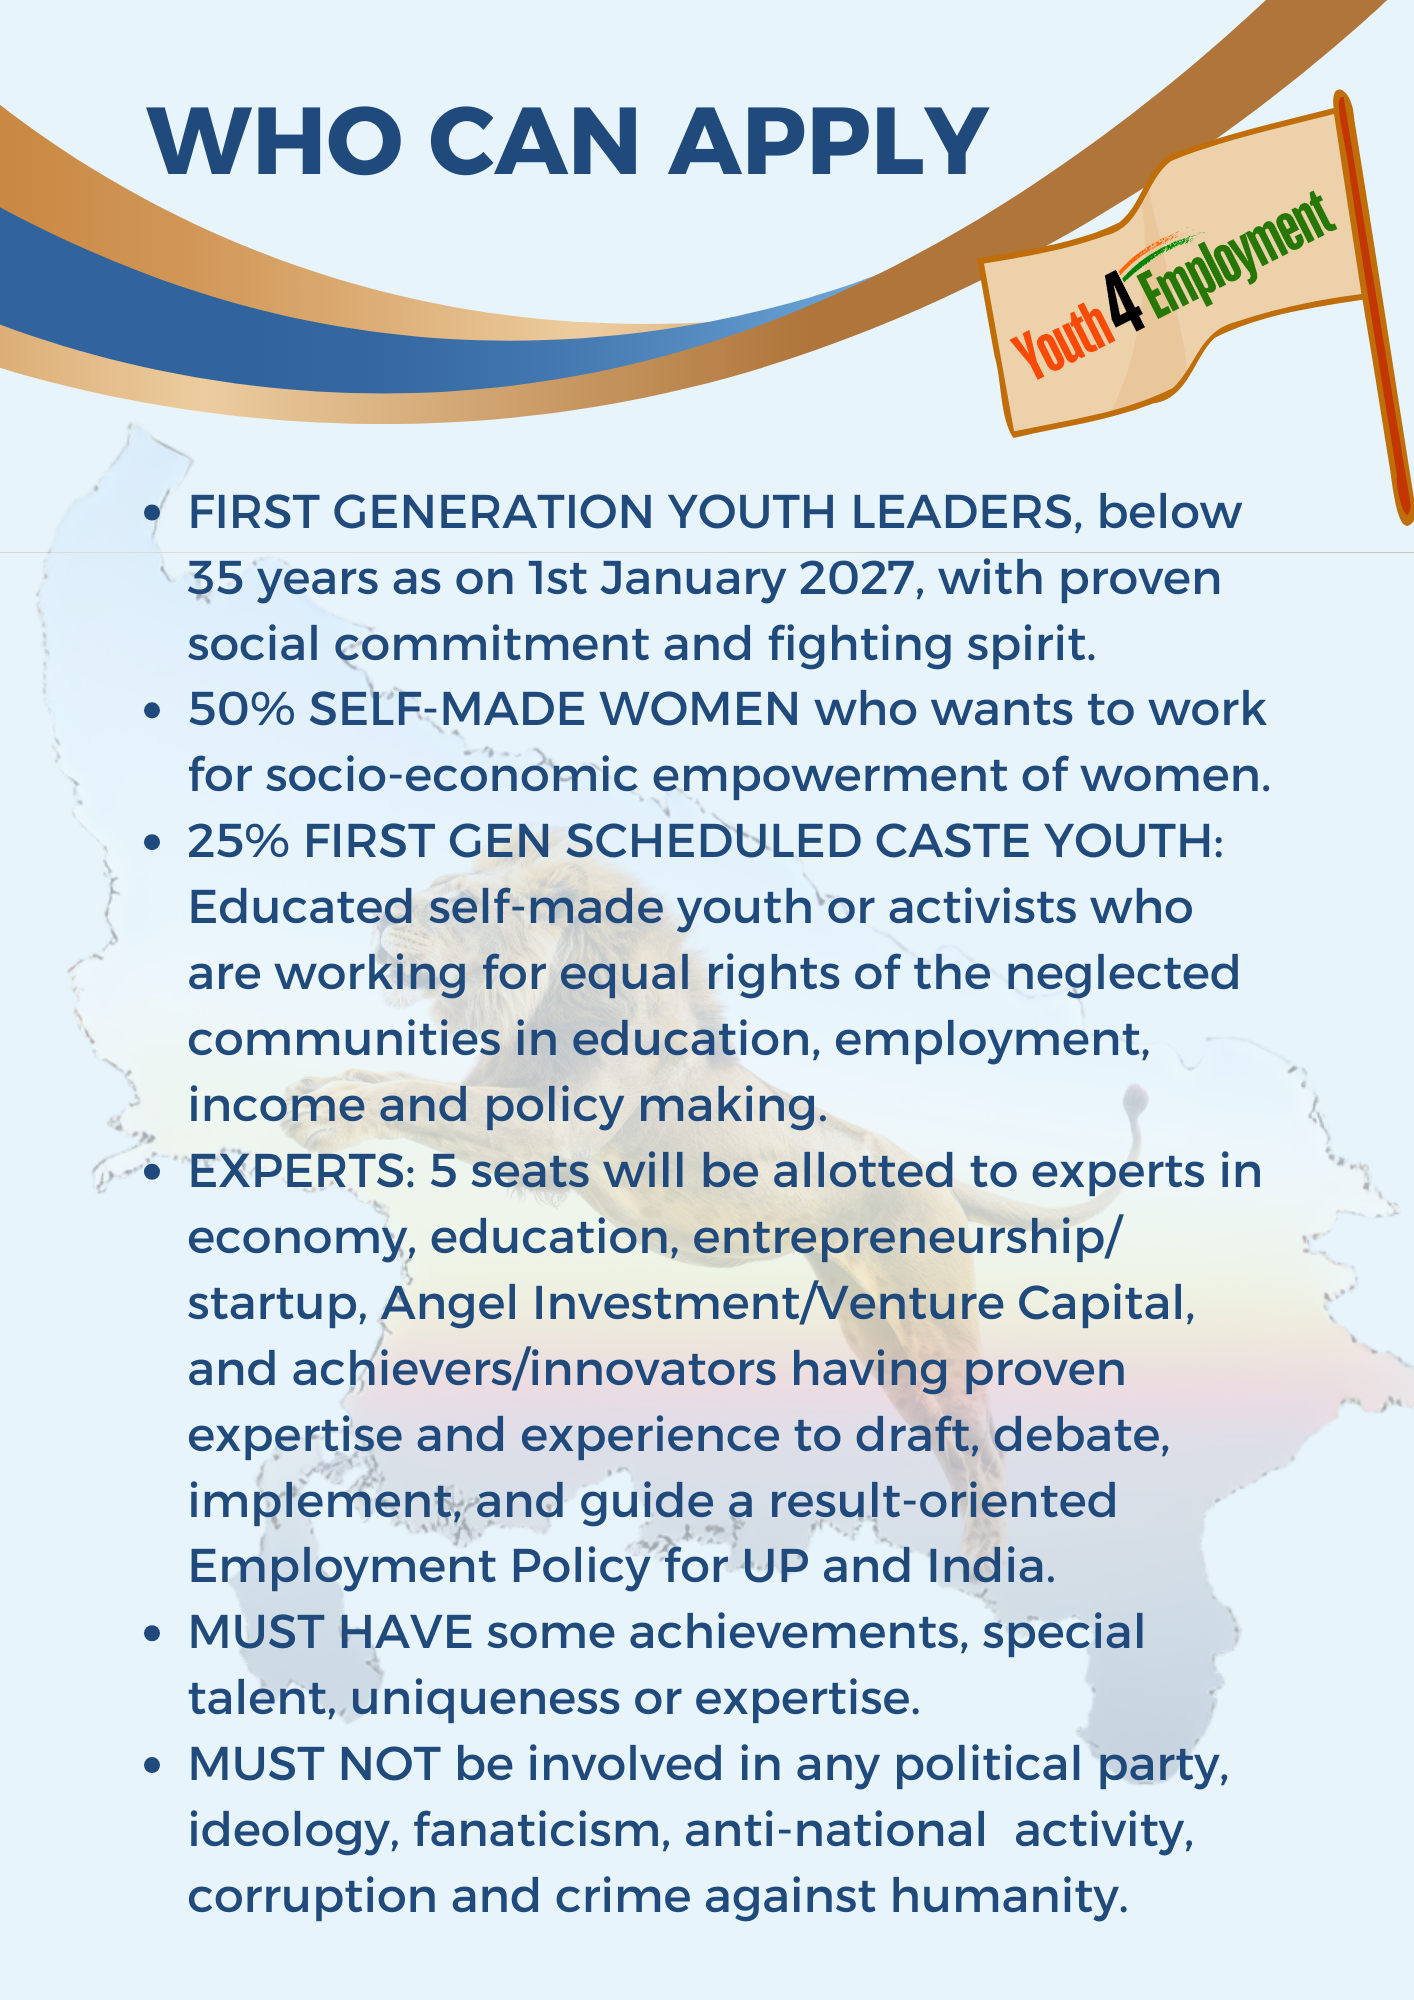 WHO CAN APPLY
Youth4Employment
• FIRST GENERATION YOUTH LEADERS, below
35 years as on 1st January 2027, with proven
social commitment and fighting spirit.
• 50% SELF-MADE WOMEN who wants to work
for socio-economic empowerment of women.
• 25% FIRST GEN SCHEDULED CASTE YOUTH:
Educated self-made youth or activists who
are working for equal rights of the neglected
communities in education, employment,
income and policy making.
• EXPERTS: 5 seats will be allotted to experts in
economy, education, entrepreneurship/
startup, Angel Investment/Venture Capital,
and achievers/innovators having proven
expertise and experience to draft, debate,
implement, and guide a result-oriented
Employment Policy for UP and India.
• MUST HAVE some achievements, special
talent, uniqueness or expertise.
• MUST NOT be involved in any political party,
ideology, fanaticism, anti-national  activity,
corruption and crime against humanity.